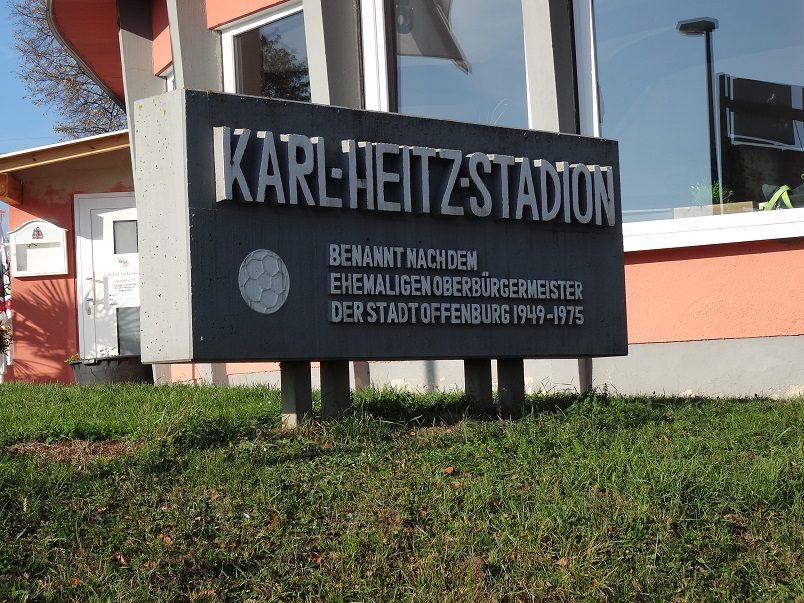 KARL-HEITZ-STADION
BENANNT NACH DEM
EHEMALIGEN OBERBÜRGERMEISTER
DER STADT OFFENBURG 1949-1975